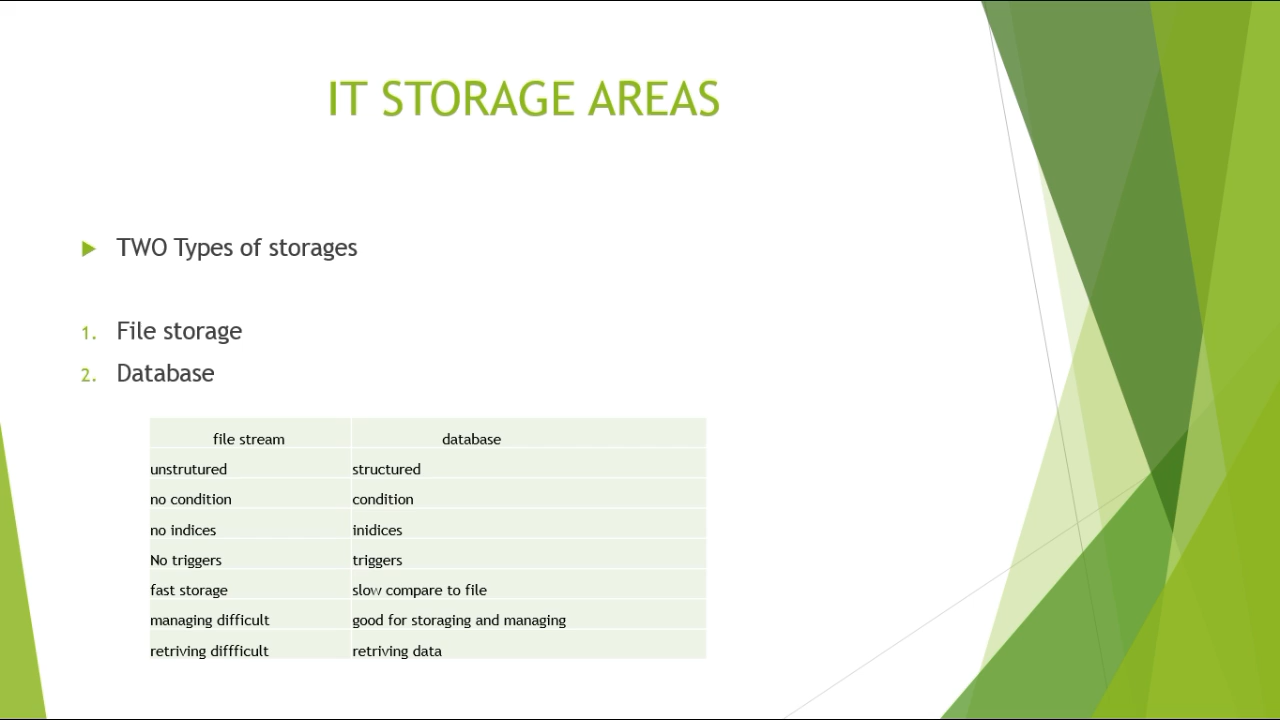 IT STORAGE AREAS
TWO Types of storages
1. File storage
2. Database
file stream database
unstrutured structured
no condition condition
no indices inidices
No triggers triggers
fast storage slow compare to file
managing difficult good for storaging and managing
retriving diffficult retriving data